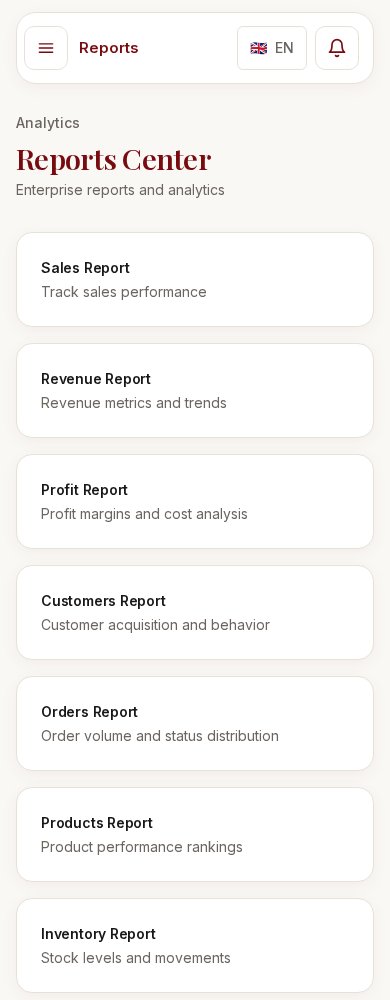 Reports
EN
Analytics
Reports Center
Enterprise reports and analytics
Sales Report
Track sales performance
Revenue Report
Revenue metrics and trends
Profit Report
Profit margins and cost analysis
Customers Report
Customer acquisition and behavior
Orders Report
Order volume and status distribution
Products Report
Product performance rankings
Inventory Report
Stock levels and movements